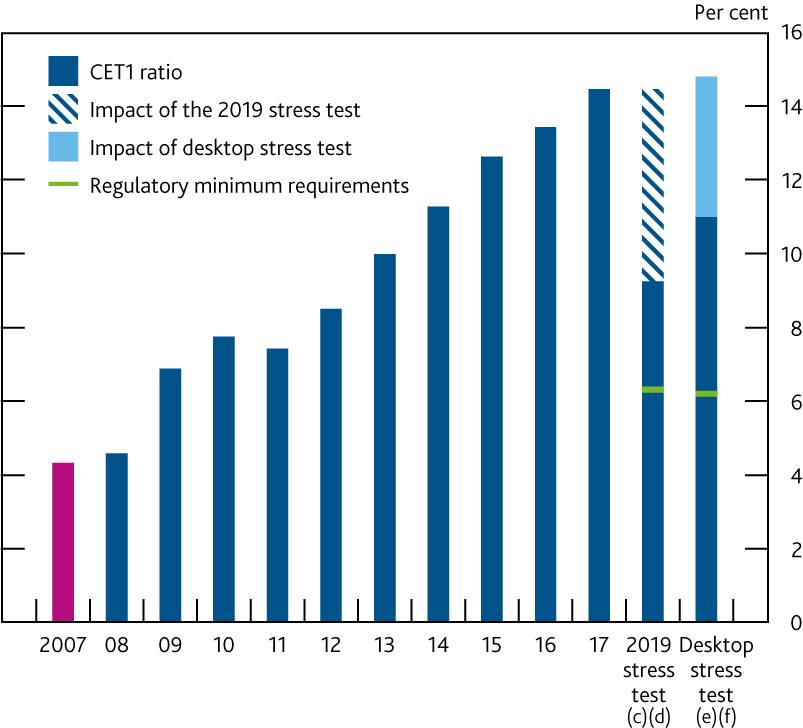 Per cent
16
CET1 ratio
Impact of the 2019 stress test
14
Impact of desktop stress test
Regulatory minimum requirements
12
10
8
6
4
2
0
2007 08 09 10 11 12 13 14 15 16 17 2019 Desktop
stress stress
test test
(c)(d) (e)(f)